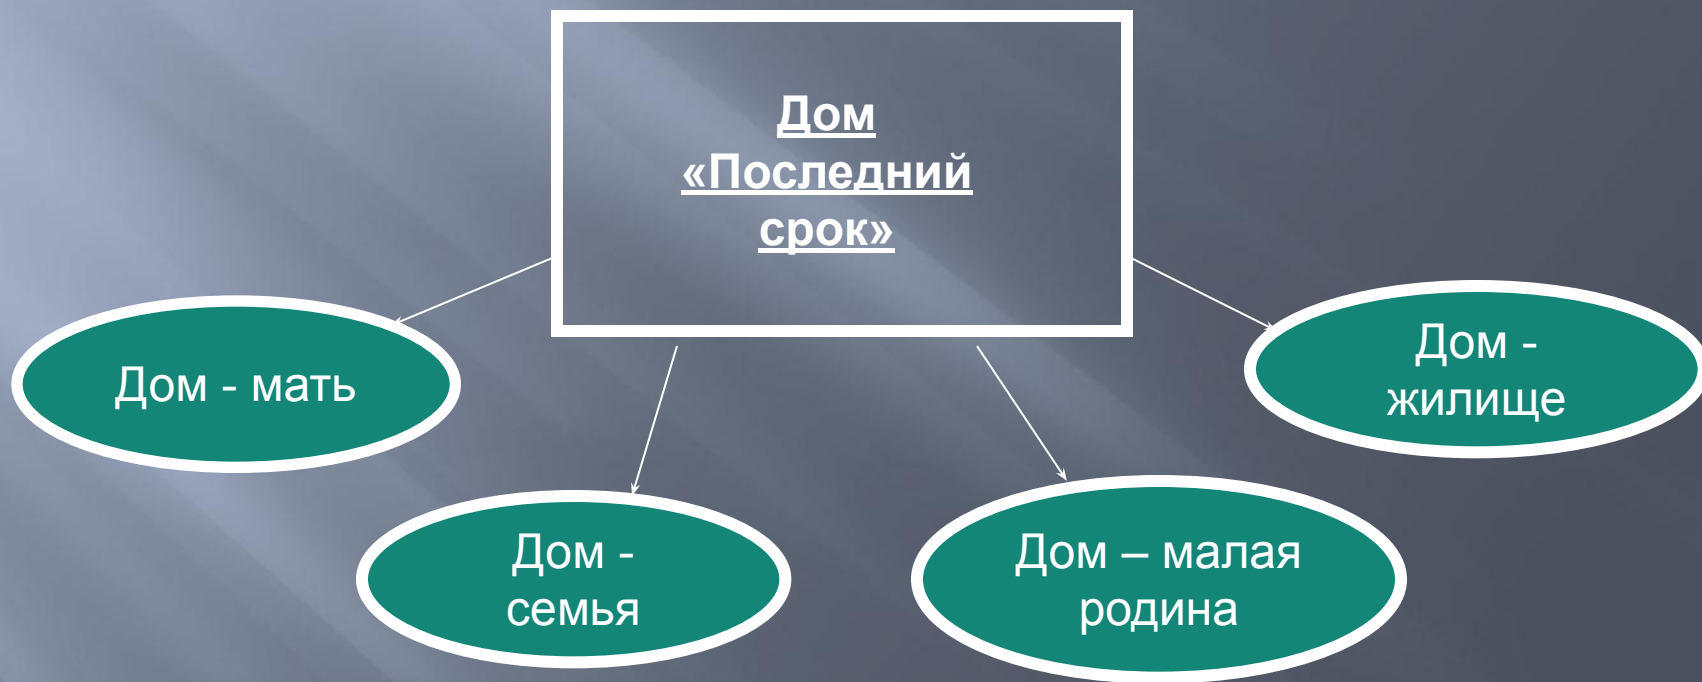 Дом
«Последний
срок»
Дом - мать
Дом -
семья
Дом – малая
родина
Дом -
жилище